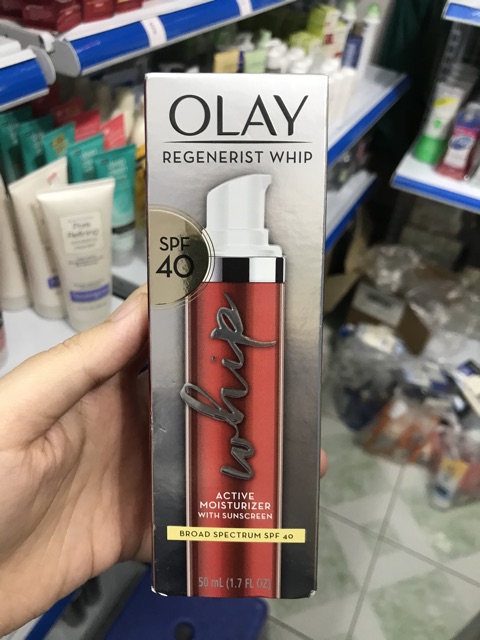 OLAY
REGENERIST WHIP
SPF
40
whip
ACTIVE
MOISTURIZER
WITH SUNSCREEN
BROAD SPECTRUM SPF 40
50 mL (1.7 FL OZ)